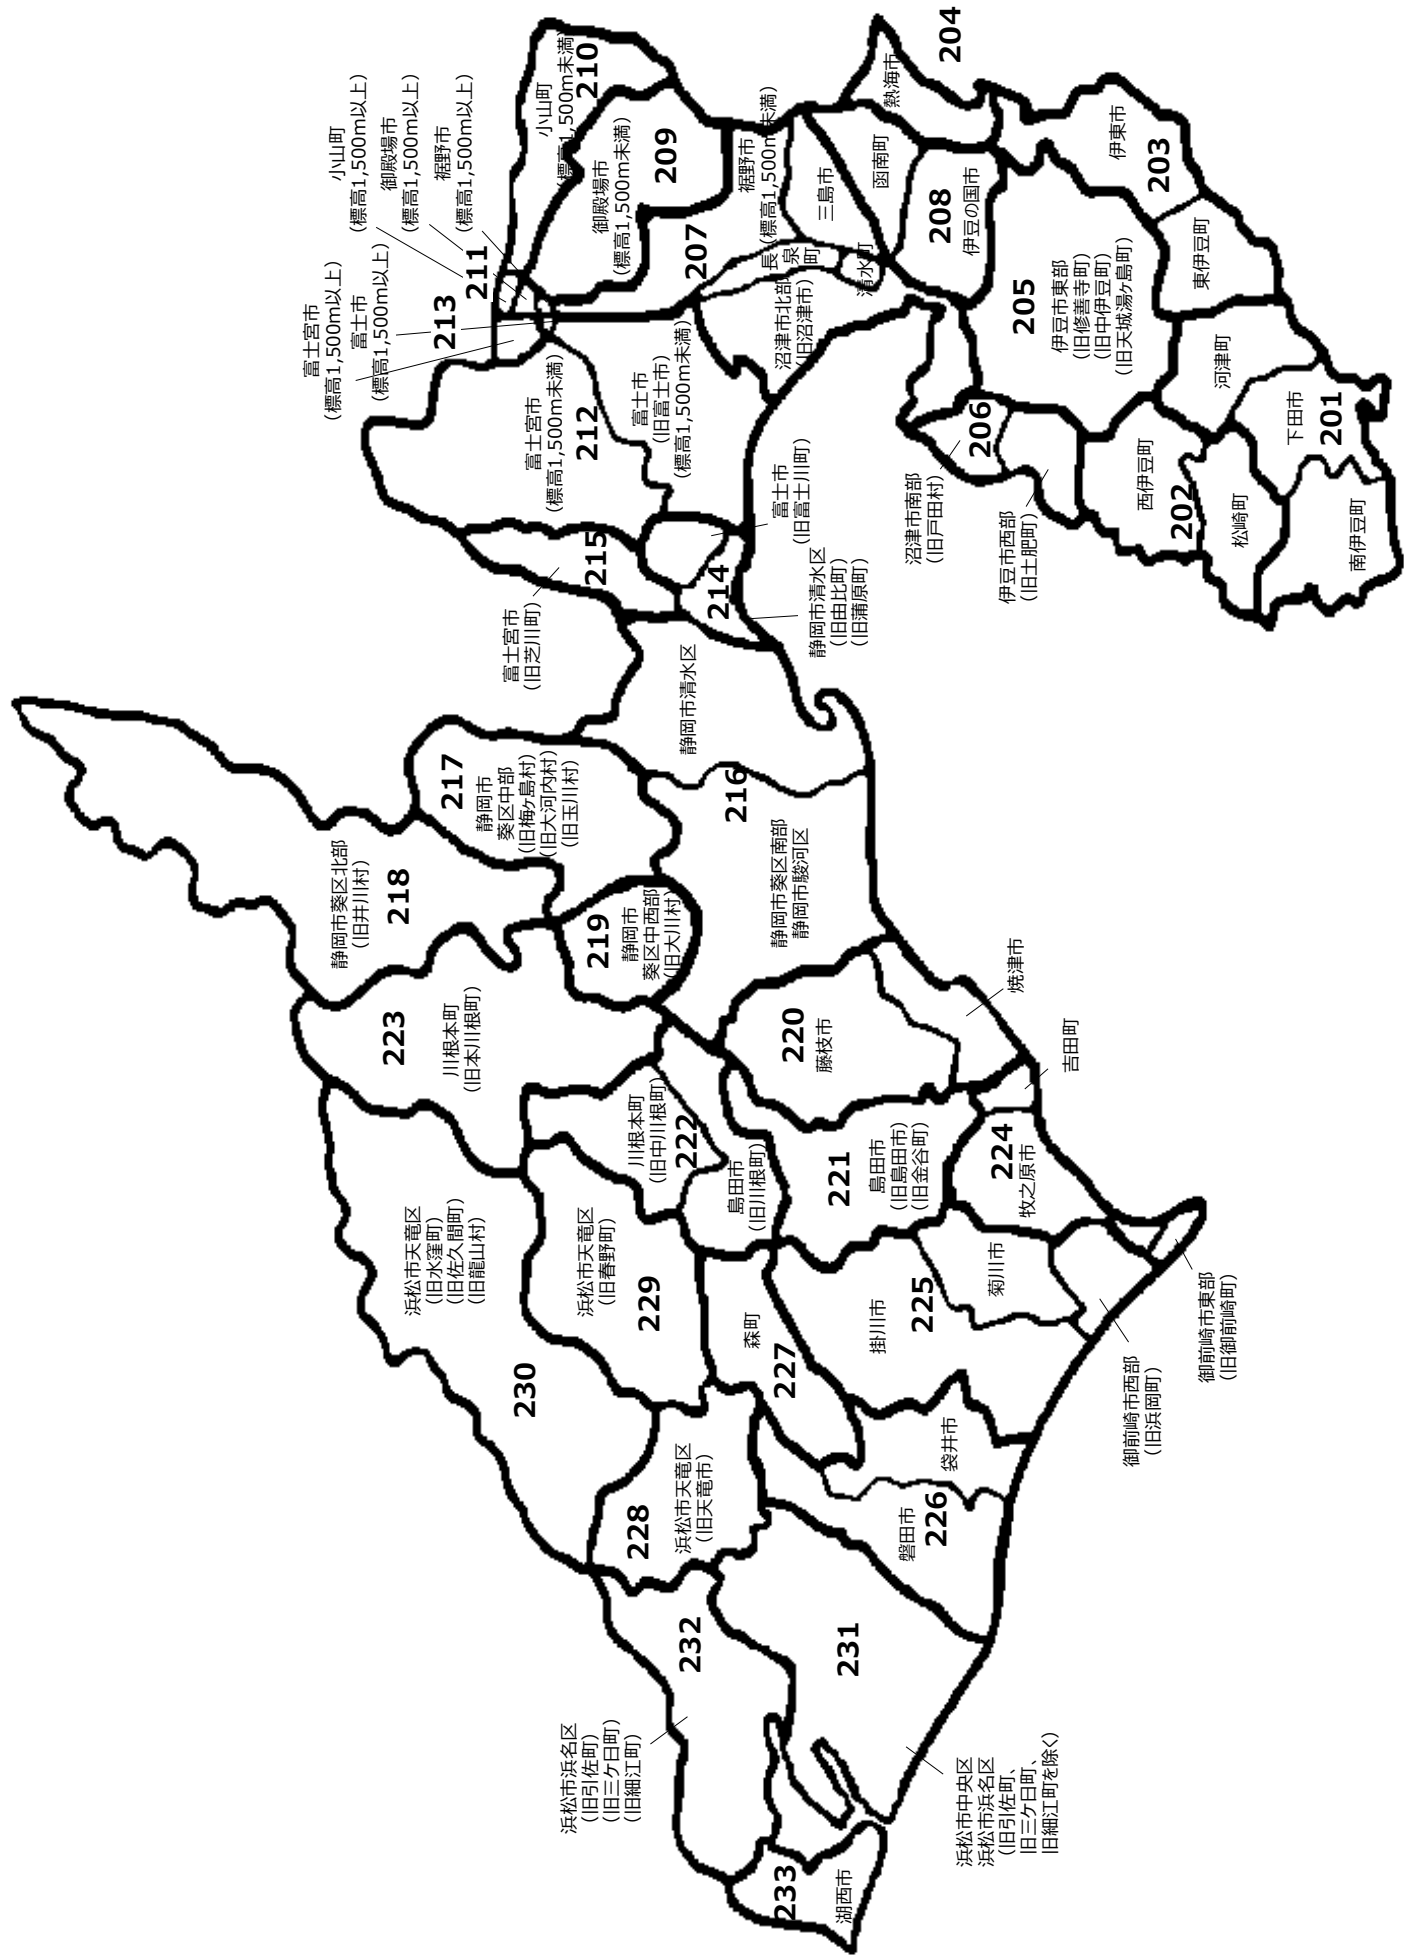 小山町
(標高1,500m以上)
御殿場市
(標高1,500m以上)
裾野市
(標高1,500m以上)
富士宮市
(標高1,500m以上)
富士市
(標高1,500m以上)
213
211
小山町
(標高1,500m未満)
210
御殿場市
(標高1,500m未満)
209
裾野市
(標高1,500m未満)
207
長泉町
三島市
清水町
沼津市北部
(旧沼津市)
函南町
熱海市
204
208
伊豆の国市
伊東市
203
205
伊豆市東部
(旧修善寺町)
(旧中伊豆町)
(旧天城湯ヶ島町)
東伊豆町
河津町
下田市
201
南伊豆町
松崎町
202
西伊豆町
206
沼津市南部
(旧戸田村)
伊豆市西部
(旧土肥町)
富士宮市
(標高1,500m未満)
212
富士市
(旧富士市)
(標高1,500m未満)
富士市
(旧富士川町)
214
静岡市清水区
(旧由比町)
(旧蒲原町)
215
富士宮市
(旧芝川町)
静岡市清水区
216
静岡市葵区南部
静岡市駿河区
217
静岡市
葵区中部
(旧梅ヶ島村)
(旧大河内村)
(旧玉川村)
静岡市葵区北部
(旧井川村)
218
219
静岡市
葵区中西部
(旧大川村)
220
藤枝市
焼津市
吉田町
223
川根本町
(旧本川根町)
川根本町
(旧中川根町)
222
島田市
(旧川根町)
221
島田市
(旧島田市)
(旧金谷町)
224
牧之原市
菊川市
225
掛川市
御前崎市東部
(旧御前崎町)
御前崎市西部
(旧浜岡町)
浜松市天竜区
(旧水窪町)
(旧佐久間町)
(旧龍山村)
230
浜松市天竜区
(旧春野町)
229
森町
227
袋井市
磐田市
226
228
浜松市天竜区
(旧天竜市)
232
231
浜松市浜名区
(旧引佐町)
(旧三ケ日町)
(旧細江町)
浜松市中央区
浜松市浜名区
(旧引佐町、
旧三ケ日町、
旧細江町を除く)
233
湖西市